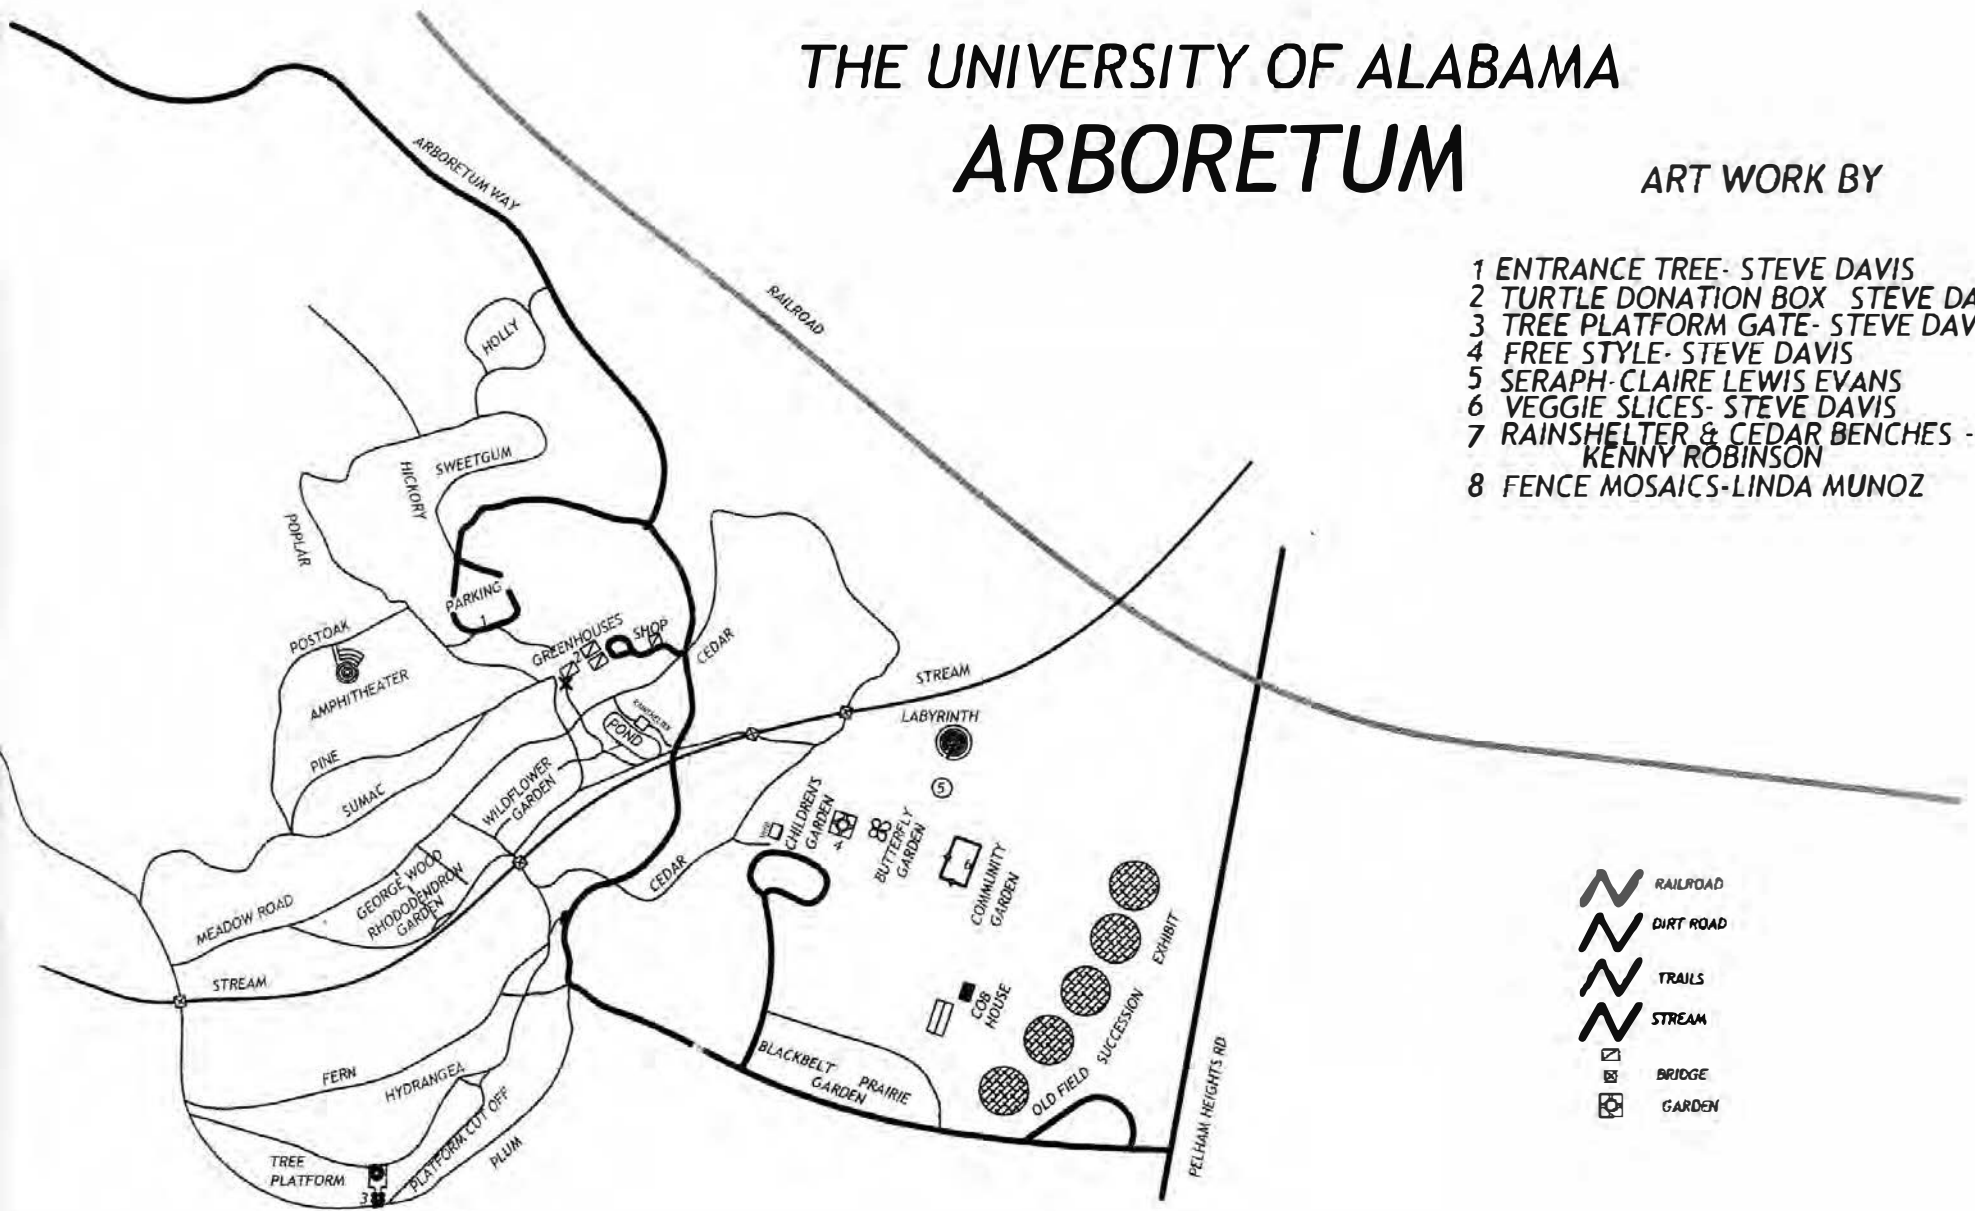 THE UNIVERSITY OF ALABAMA
ARBORETUM
ART WORK BY
1 ENTRANCE TREE- STEVE DAVIS
2 TURTLE DONATION BOX STEVE DA
3 TREE PLATFORM GATE- STEVE DAV
4 FREE STYLE- STEVE DAVIS
5 SERAPH-CLAIRE LEWIS EVANS
6 VEGGIE SLICES- STEVE DAVIS
7 RAINSHELTER & CEDAR BENCHES -
KENNY ROBINSON
8 FENCE MOSAICS-LINDA MUNOZ
ARBORETUM WAY
RAILROAD
HOLLY
SWEETGUM
HICKORY
POPLAR
PARKING
1
POSTOAK
GREENHOUSES
2
SHOP
CEDAR
AMPHITHEATER
RAINSHELTER
POND
STREAM
LABYRINTH
5
PINE
SUMAC
WILDFLOWER
GARDEN
CHILDREN'S
GARDEN
4
BUTTERFLY
GARDEN
6
COMMUNITY
GARDEN
CEDAR
GEORGE WOOD
RHODODENDRON
GARDEN
MEADOW ROAD
STREAM
COB
HOUSE
OLD FIELD SUCCESSION EXHIBIT
BLACKBELT PRAIRIE
GARDEN
PELHAM HEIGHTS RD
FERN
HYDRANGEA
PLATFORM CUT OFF
PLUM
TREE
PLATFORM
3
RAILROAD
DIRT ROAD
TRAILS
STREAM
BRIDGE
GARDEN